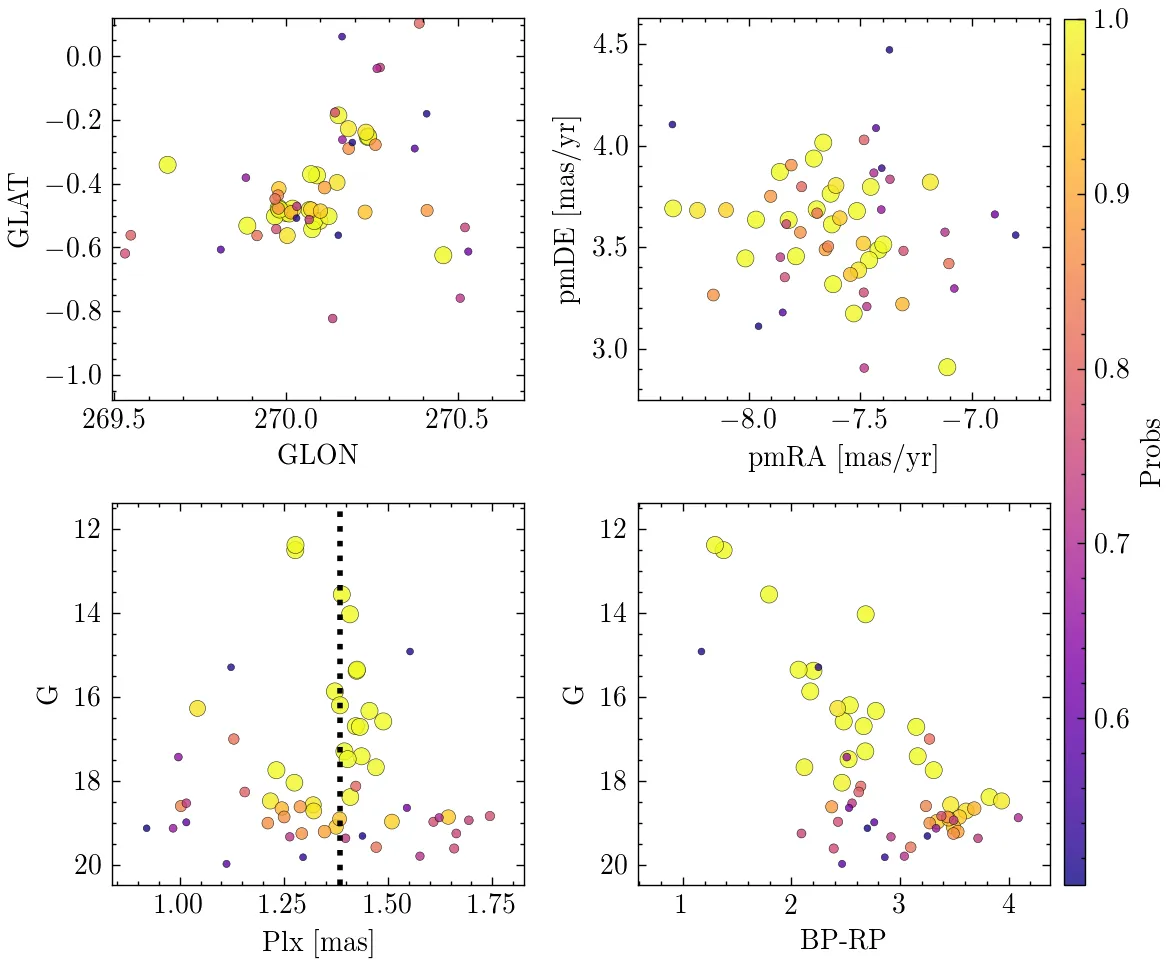 0.0
−0.2
−0.4
−0.6
−0.8
−1.0
GLAT
269.5 270.0 270.5
GLON
4.5
4.0
3.5
3.0
pmDE [mas/yr]
−8.0 −7.5 −7.0
pmRA [mas/yr]
1.0
0.9
0.8
0.7
0.6
Probs
12
14
16
18
20
G
1.00 1.25 1.50 1.75
Plx [mas]
12
14
16
18
20
G
1 2 3 4
BP-RP